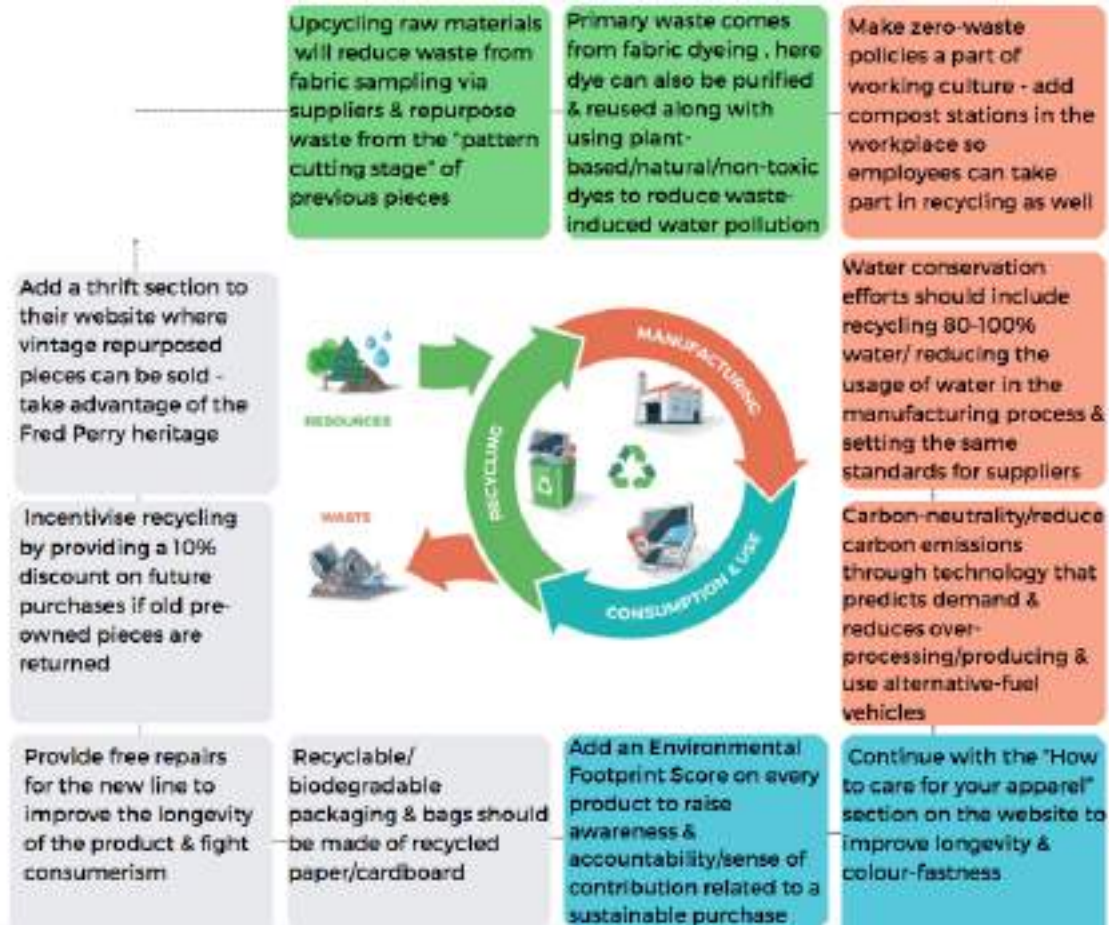 Upcycling raw materials
will reduce waste from
fabric sampling via
suppliers & repurpose
waste from the "pattern
cutting stage" of
previous pieces
Primary waste comes
from fabric dyeing , here
dye can also be purified
& reused along with
using plant-
based/natural/non-toxic
dyes to reduce waste-
induced water pollution
Make zero-waste
policies a part of
working culture - add
compost stations in the
workplace so
employees can take
part in recycling as well
Add a thrift section to
their website where
vintage repurposed
pieces can be sold -
take advantage of the
Fred Perry heritage
RESOURCES
WASTE
RECYCLING
MANUFACTURING
CONSUMPTION & USE
Water conservation
efforts should include
recycling 80-100%
water/ reducing the
usage of water in the
manufacturing process &
setting the same
standards for suppliers
Incentivise recycling
by providing a 10%
discount on future
purchases if old pre-
owned pieces are
returned
Carbon-neutrality/reduce
carbon emissions
through technology that
predicts demand &
reduces over-
processing/producing &
use alternative-fuel
vehicles
Provide free repairs
for the new line to
improve the longevity
of the product & fight
consumerism
Recyclable/
biodegradable
packaging & bags should
be made of recycled
paper/cardboard
Add an Environmental
Footprint Score on every
product to raise
awareness &
accountability/sense of
contribution related to a
sustainable purchase
Continue with the "How
to care for your apparel"
section on the website to
improve longevity &
colour-fastness